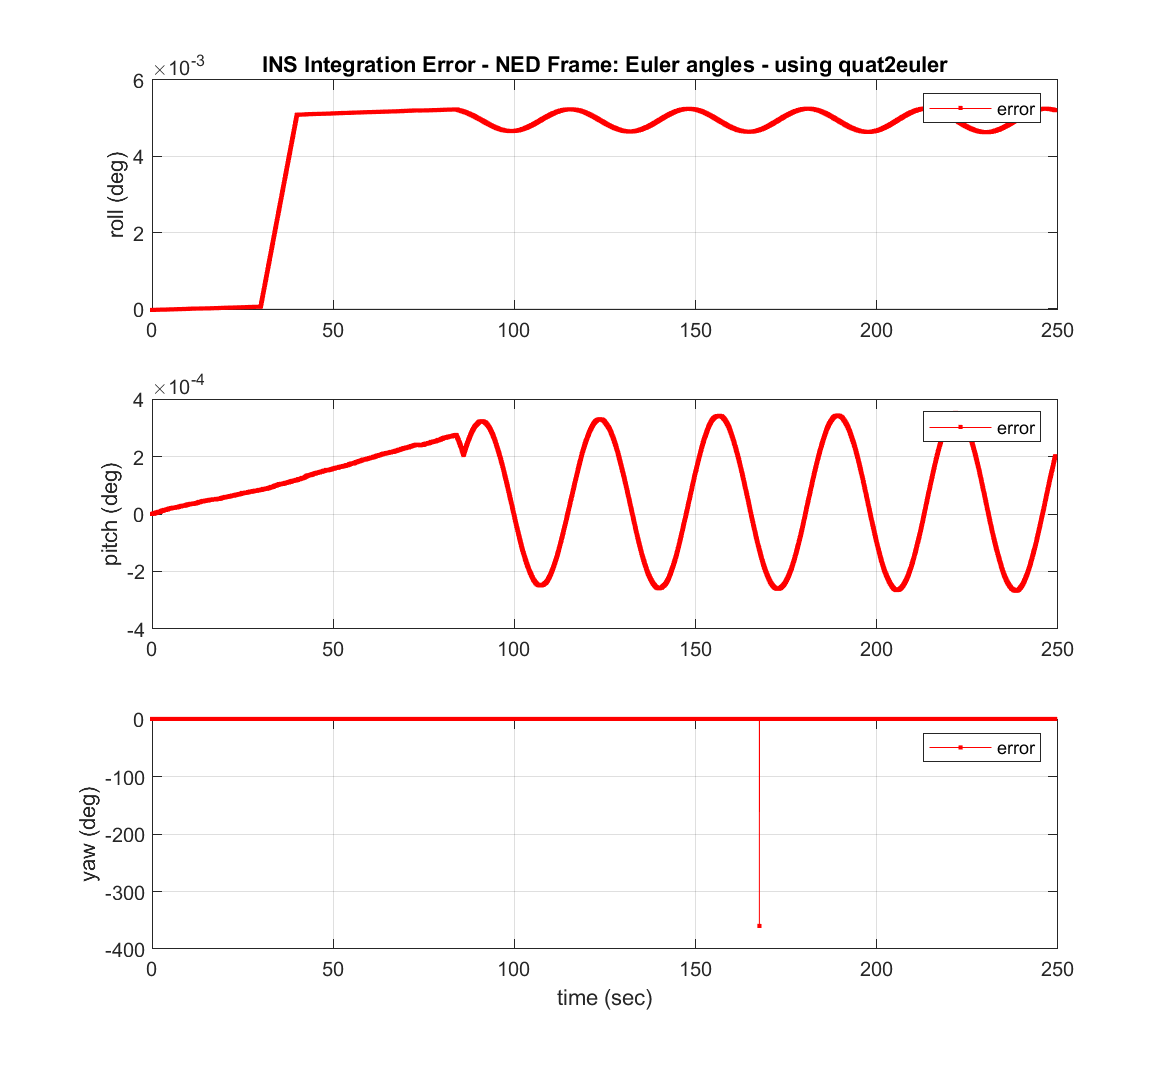 INS Integration Error - NED Frame: Euler angles - using quat2euler
×10-3
6
4
2
0
roll (deg)
error
0 50 100 150 200 250
×10-4
4
2
0
-2
-4
pitch (deg)
error
0 50 100 150 200 250
0
-100
-200
-300
-400
yaw (deg)
error
0 50 100 150 200 250
time (sec)